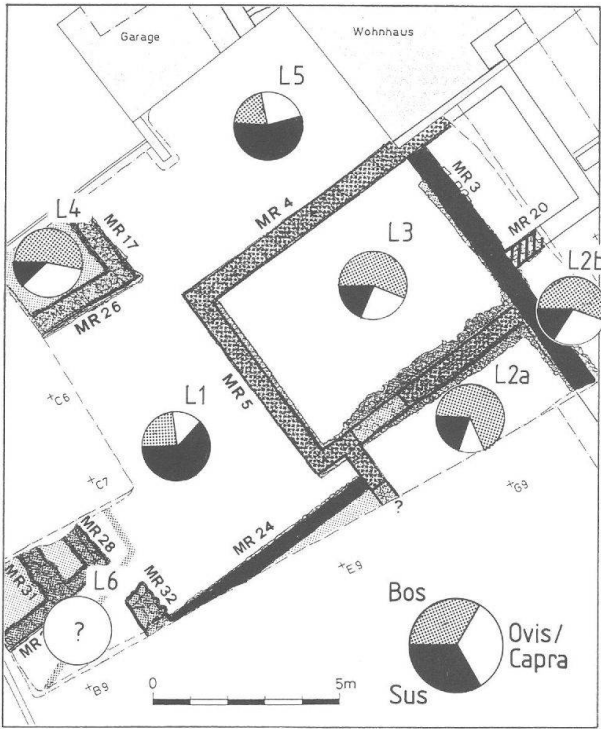 Garage
Wohnhaus
L5
MR 4
MR 3
MR 20
L4
MR 17
L3
L2b
MR 26
MR 5
L2a
C6
L1
C7
G9
MR 24
?
MR 28
MR 31
L6
MR 32
E9
?
Bos
Ovis/
Capra
Sus
B9
0
5m